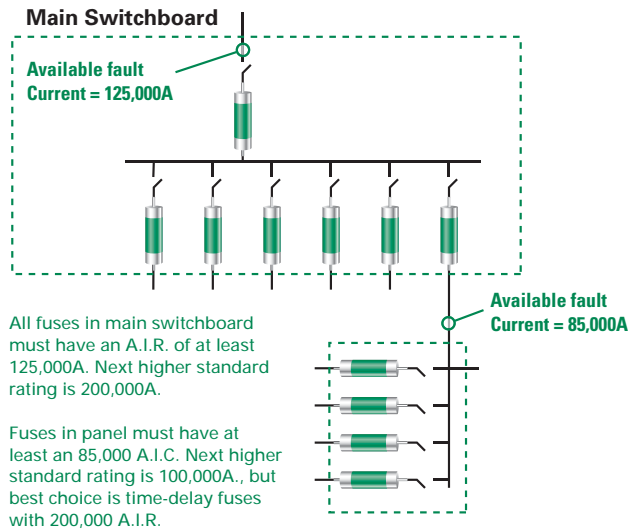 Main Switchboard
Available fault
Current = 125,000A
Available fault
Current = 85,000A
All fuses in main switchboard
must have an A.I.R. of at least
125,000A. Next higher standard
rating is 200,000A.
Fuses in panel must have at
least an 85,000 A.I.C. Next higher
standard rating is 100,000A., but
best choice is time-delay fuses
with 200,000 A.I.R.